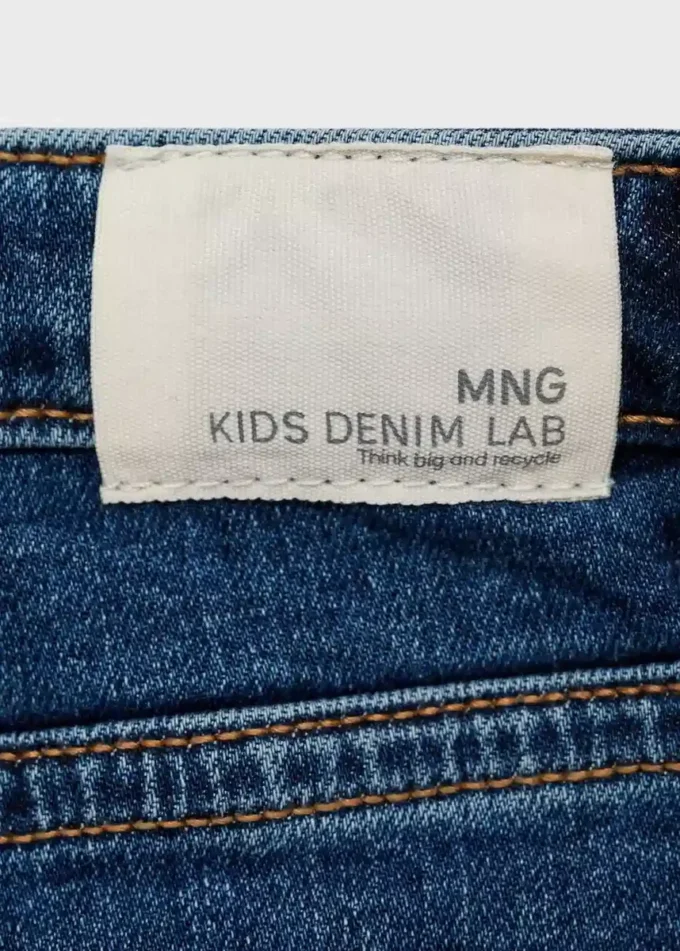 MNG
KIDS DENIM LAB
Think big and recycle